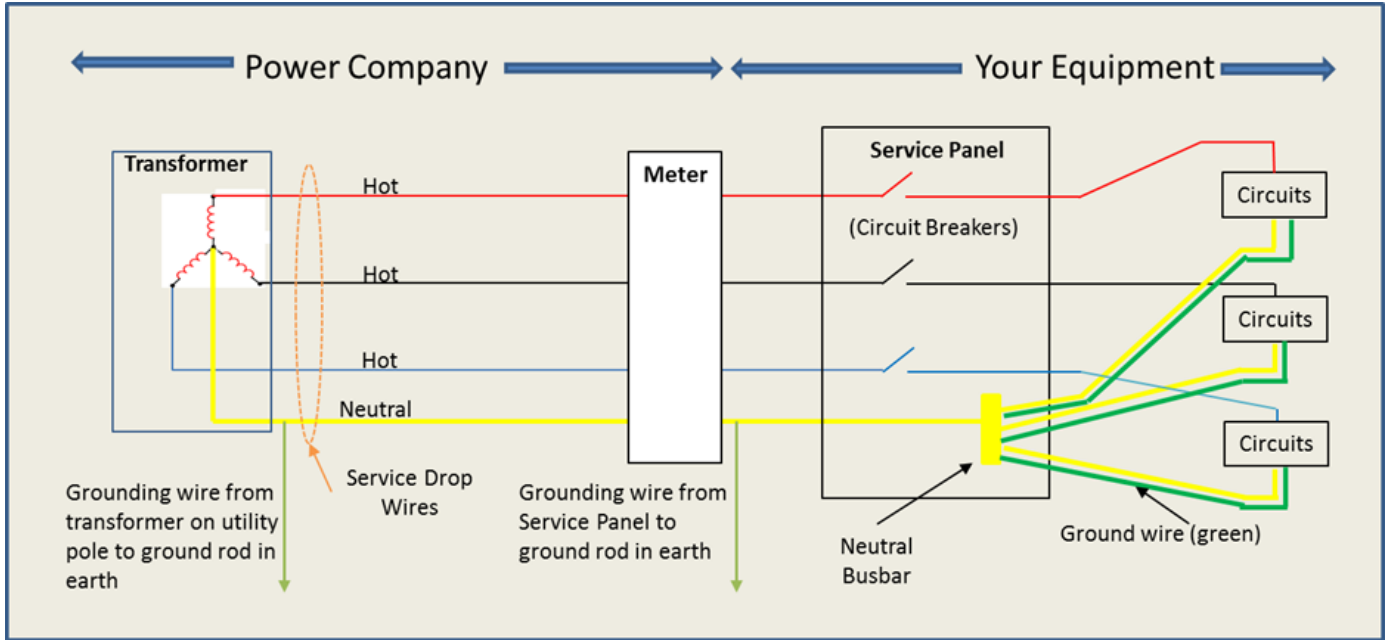 Power Company
Your Equipment
Transformer
Hot
Meter
Service Panel
Circuits
(Circuit Breakers)
Hot
Circuits
Hot
Neutral
Circuits
Service Drop
Wires
Grounding wire from
transformer on utility
pole to ground rod in
earth
Grounding wire from
Service Panel to
ground rod in earth
Neutral
Busbar
Ground wire (green)